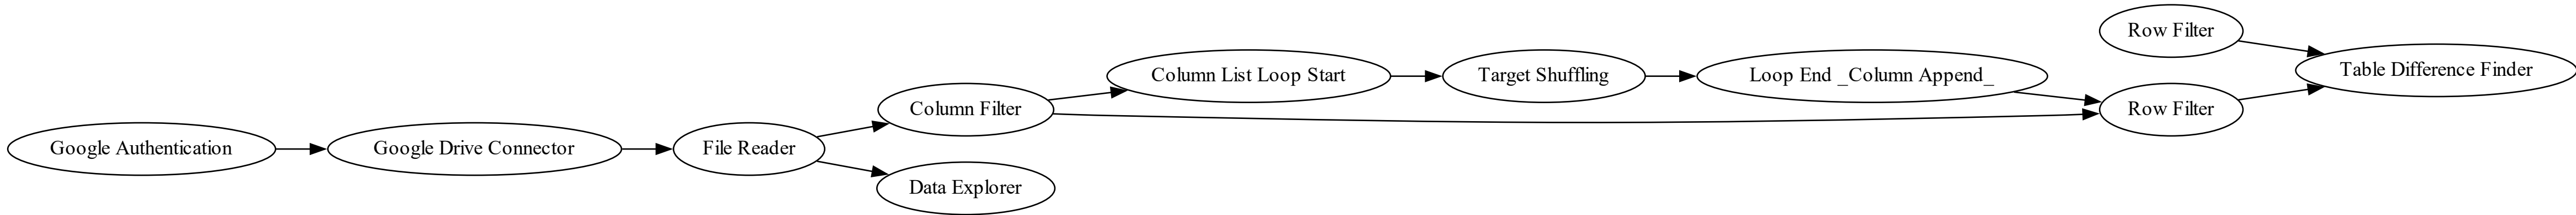 Google Authentication
Google Drive Connector
File Reader
Column Filter
Data Explorer
Column List Loop Start
Target Shuffling
Loop End _Column Append_
Row Filter
Row Filter
Table Difference Finder